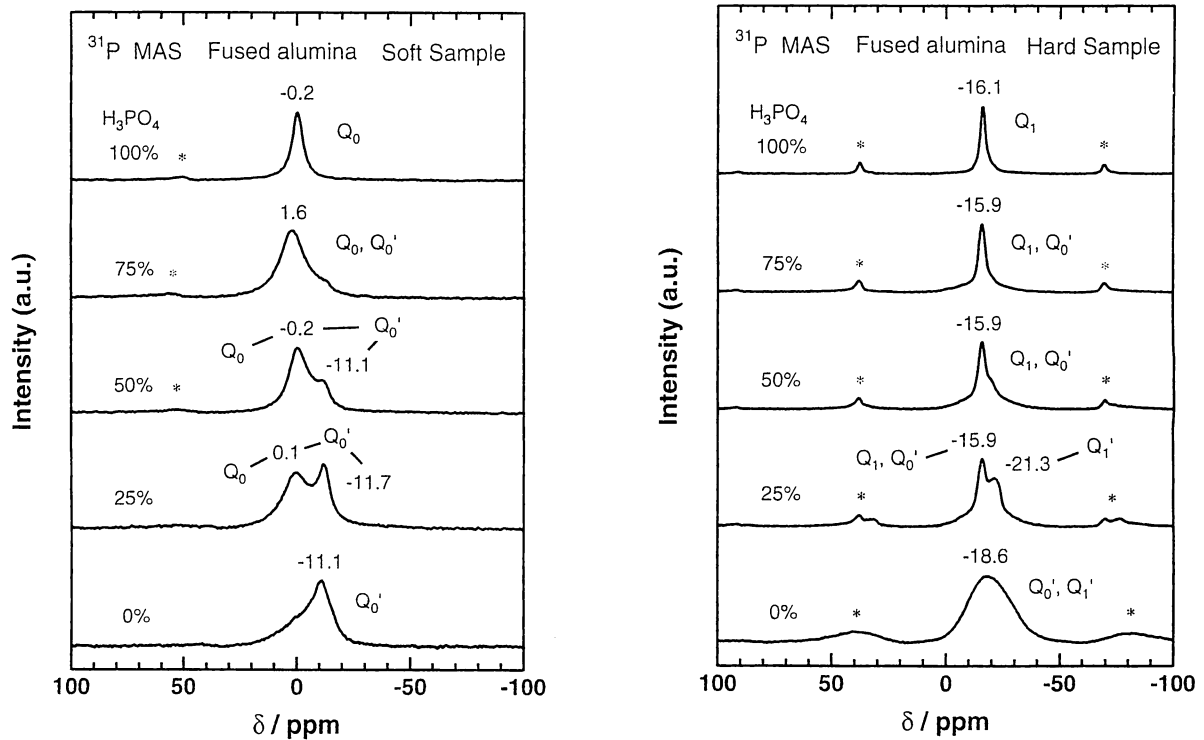 ³¹P MAS Fused alumina Soft Sample
-0.2
H₃PO₄
Q₀
100% *
1.6
Q₀, Q₀'
75% *
-0.2 Q₀'
Q₀
-11.1
50% *
Q₀'
0.1
Q₀
-11.7
25%
-11.1
Q₀'
0%
100 50 0 -50 -100
δ / ppm
Intensity (a.u.)
³¹P MAS Fused alumina Hard Sample
-16.1
H₃PO₄
Q₁
100% * *
-15.9
Q₁, Q₀'
75% * *
-15.9
Q₁, Q₀'
50% * *
-15.9
Q₁, Q₀' Q₁'
-21.3
25% * *
-18.6
Q₀', Q₁'
0% * *
100 50 0 -50 -100
δ / ppm
Intensity (a.u.)